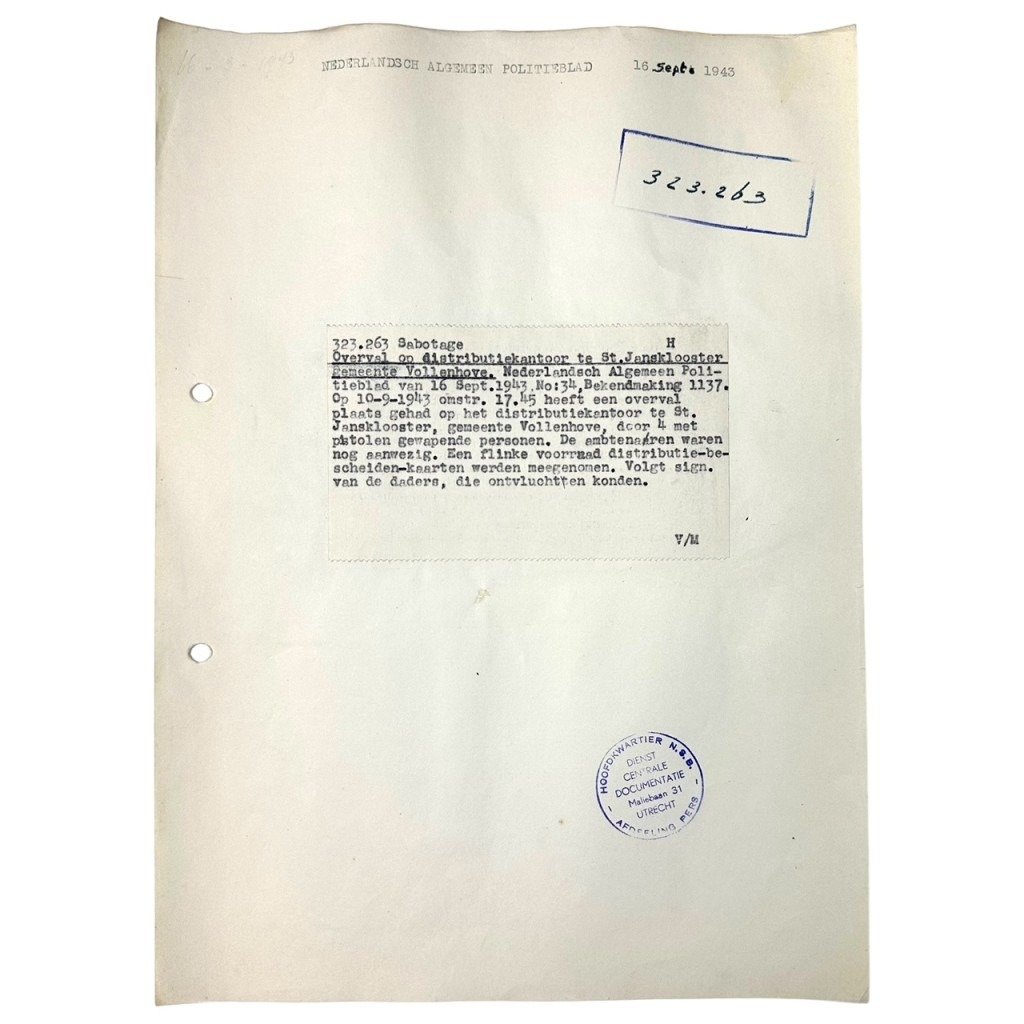 NEDERLANDSCH ALGEMEEN POLITIEBLAD 16 Sept. 1943
323.263
323.263 Sabotage H
Overval op distributiekantoor te St.Jansklooster
Gemeente Vollenhove. Nederlandsch Algemeen Poli-
tieblad van 16 Sept.1943.No:34,Bekendmaking 1137.
Op 10-9-1943 omstr. 17.45 heeft een overval
plaats gehad op het distributiekantoor te St.
Jansklooster, gemeente Vollenhove, door 4 met
pistolen gewapende personen. De ambtenaren waren
nog aanwezig. Een flinke voorraad distributie-be-
scheiden-kaarten werden meegenomen. Volgt sign.
van de daders, die ontvluchtten konden.
V/M
HOOFDKWARTIER N.S.B.
DIENST
CENTRALE
DOCUMENTATIE
Maliebaan 31
UTRECHT
AFDEELING PERS